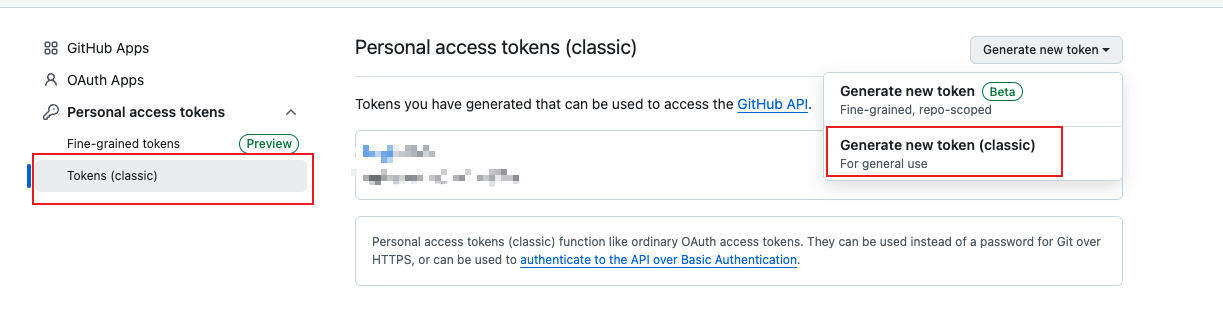 GitHub Apps
OAuth Apps
Personal access tokens
Fine-grained tokens Preview
Tokens (classic)
Personal access tokens (classic)
Generate new token
Generate new token Beta
Fine-grained, repo-scoped
Generate new token (classic)
For general use
Tokens you have generated that can be used to access the GitHub API.
Personal access tokens (classic) function like ordinary OAuth access tokens. They can be used instead of a password for Git over
HTTPS, or can be used to authenticate to the API over Basic Authentication.